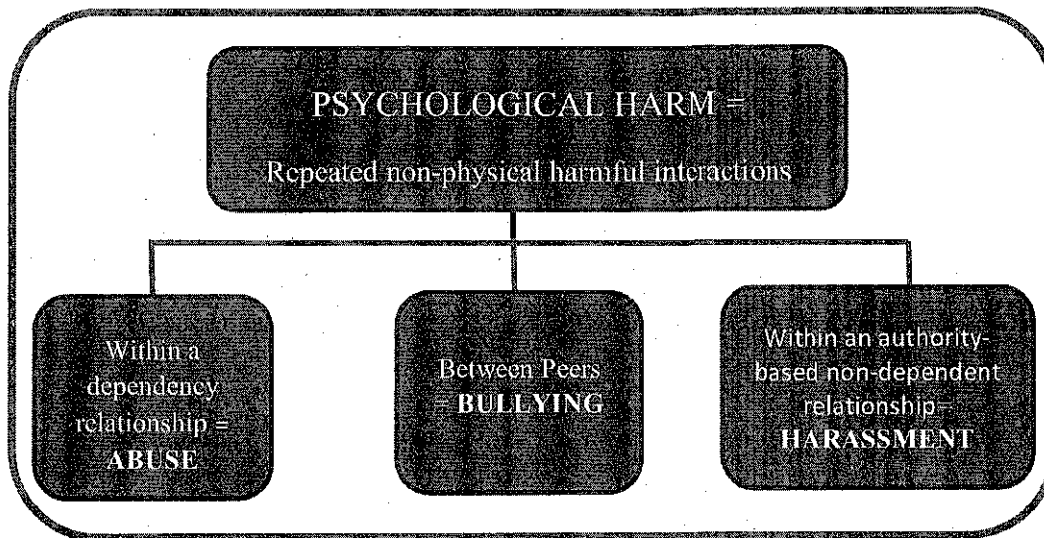 PSYCHOLOGICAL HARM =
Repeated non-physical harmful interactions
Within a
dependency
relationship =
ABUSE
Between Peers
= BULLYING
Within an authority-
based non-dependent
relationship=
HARASSMENT